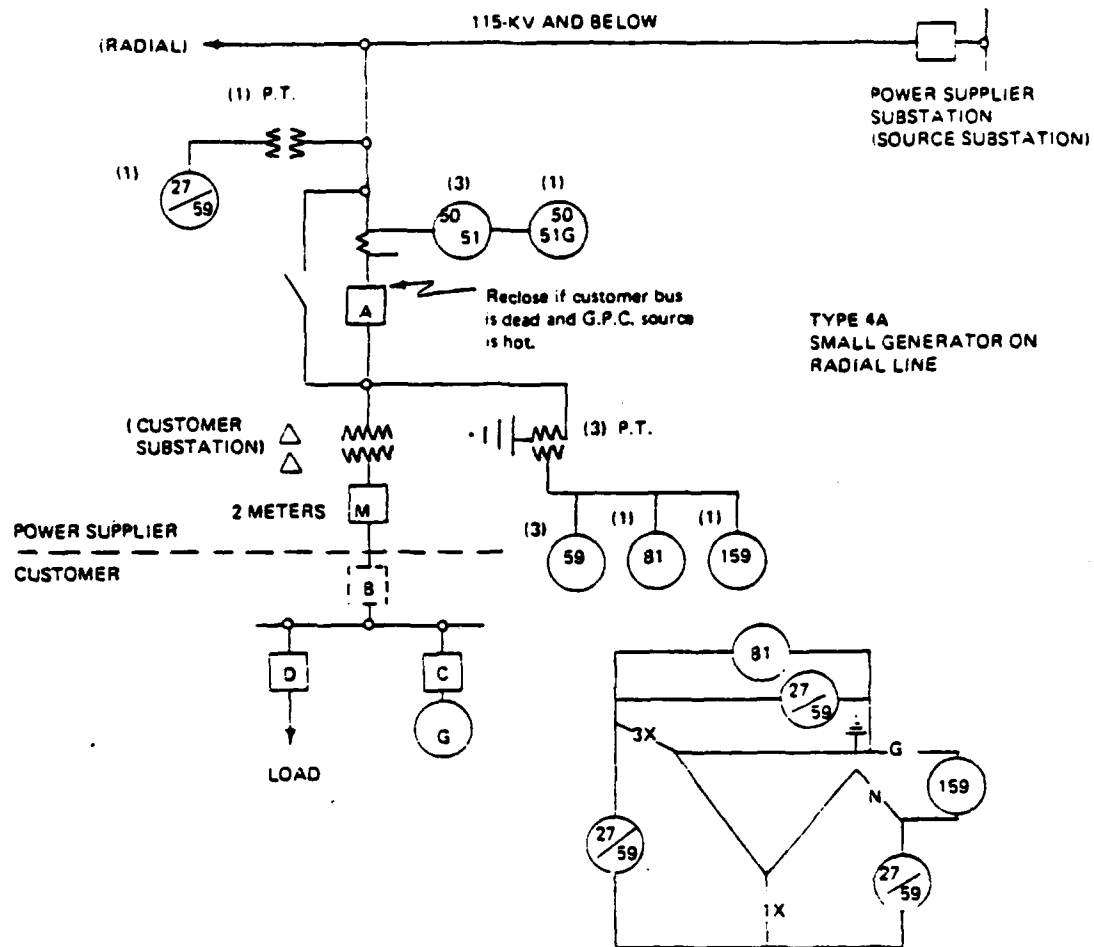 115-KV AND BELOW
(RADIAL)
(1) P.T.
POWER SUPPLIER
SUBSTATION
(SOURCE SUBSTATION)
(1)
27/59
(3)
(1)
50
51
50
51G
A
Reclose if customer bus
is dead and G.P.C. source
is hot.
TYPE 4A
SMALL GENERATOR ON
RADIAL LINE
(CUSTOMER
SUBSTATION)
△
△
(3) P.T.
2 METERS
M
POWER SUPPLIER
(3)
(1)
(1)
59
81
159
CUSTOMER
B
D
C
G
LOAD
81
27/59
3X
G
159
N
27/59
27/59
1X